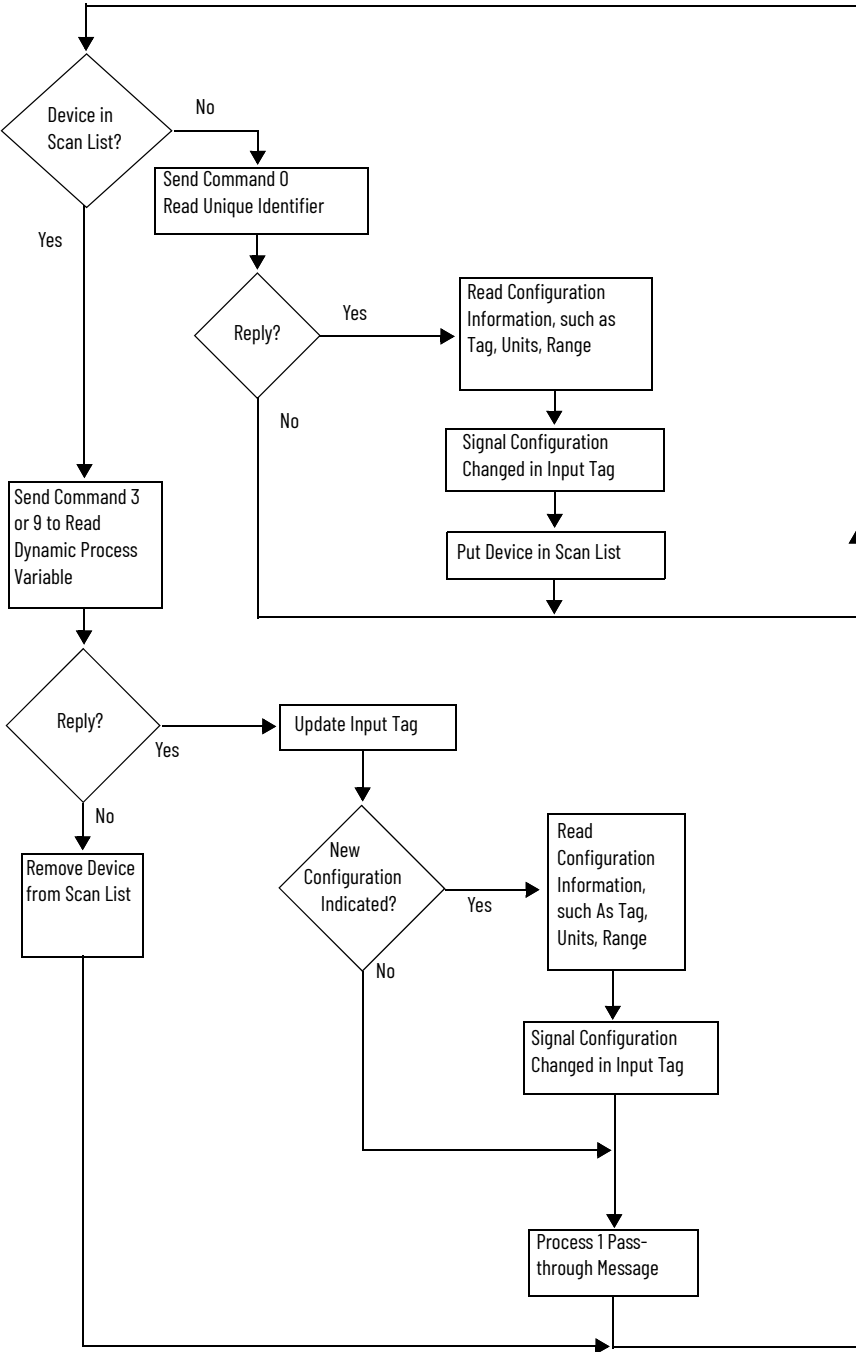 Device in
Scan List?
No
Send Command 0
Read Unique Identifier
Yes
Reply?
Yes
Read Configuration
Information, such as
Tag, Units, Range
No
Signal Configuration
Changed in Input Tag
Put Device in Scan List
Send Command 3
or 9 to Read
Dynamic Process
Variable
Reply?
Yes
Update Input Tag
No
Remove Device
from Scan List
New
Configuration
Indicated?
Yes
Read
Configuration
Information,
such As Tag,
Units, Range
No
Signal Configuration
Changed in Input Tag
Process 1 Pass-
through Message